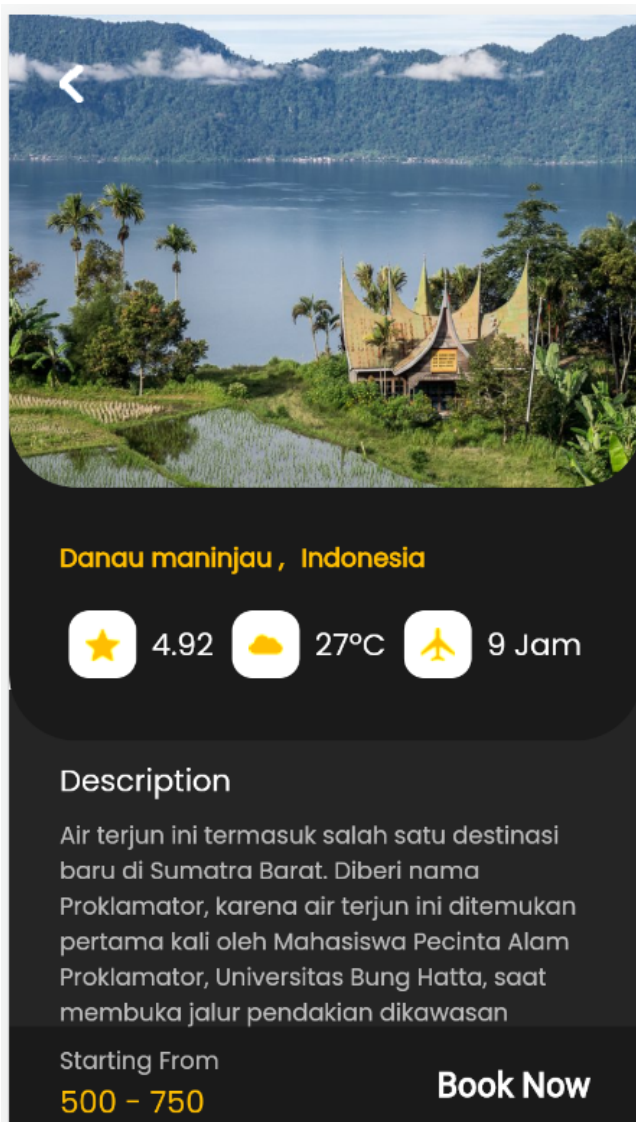 Danau maninjau ,  Indonesia
4.92 27°C 9 Jam
Description
Air terjun ini termasuk salah satu destinasi
baru di Sumatra Barat. Diberi nama
Proklamator, karena air terjun ini ditemukan
pertama kali oleh Mahasiswa Pecinta Alam
Proklamator, Universitas Bung Hatta, saat
membuka jalur pendakian dikawasan
Starting From
500 - 750
Book Now